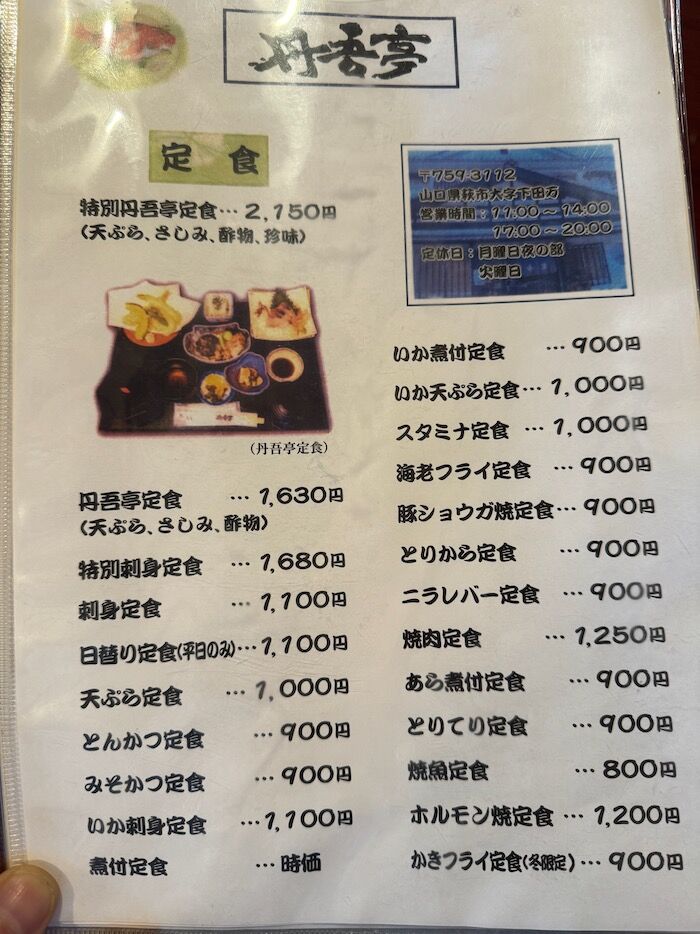 丹吾亭
定食
特別丹吾亭定食… 2,150円
(天ぷら、さしみ、酢物、珍味)
(丹吾亭定食)
丹吾亭定食 … 1,630円
(天ぷら、さしみ、酢物)
特別刺身定食 … 1,680円
刺身定食 … 1,100円
日替り定食(平日のみ)… 1,100円
天ぷら定食 … 1,000円
とんかつ定食 … 900円
みそかつ定食 … 900円
いか刺身定食 … 1,100円
煮付定食 … 時価
〒759-3112
山口県萩市大字下田万
営業時間:11:00〜14:00
17:00〜20:00
定休日:月曜日夜の部
火曜日
いか煮付定食 … 900円
いか天ぷら定食… 1,000円
スタミナ定食 … 1,000円
海老フライ定食 … 900円
豚ショウガ焼定食… 900円
とりから定食 … 900円
ニラレバー定食 … 900円
焼肉定食 … 1,250円
あら煮付定食 … 900円
とりてり定食 … 900円
焼魚定食 … 800円
ホルモン焼定食 … 1,200円
かきフライ定食(冬限定)… 900円